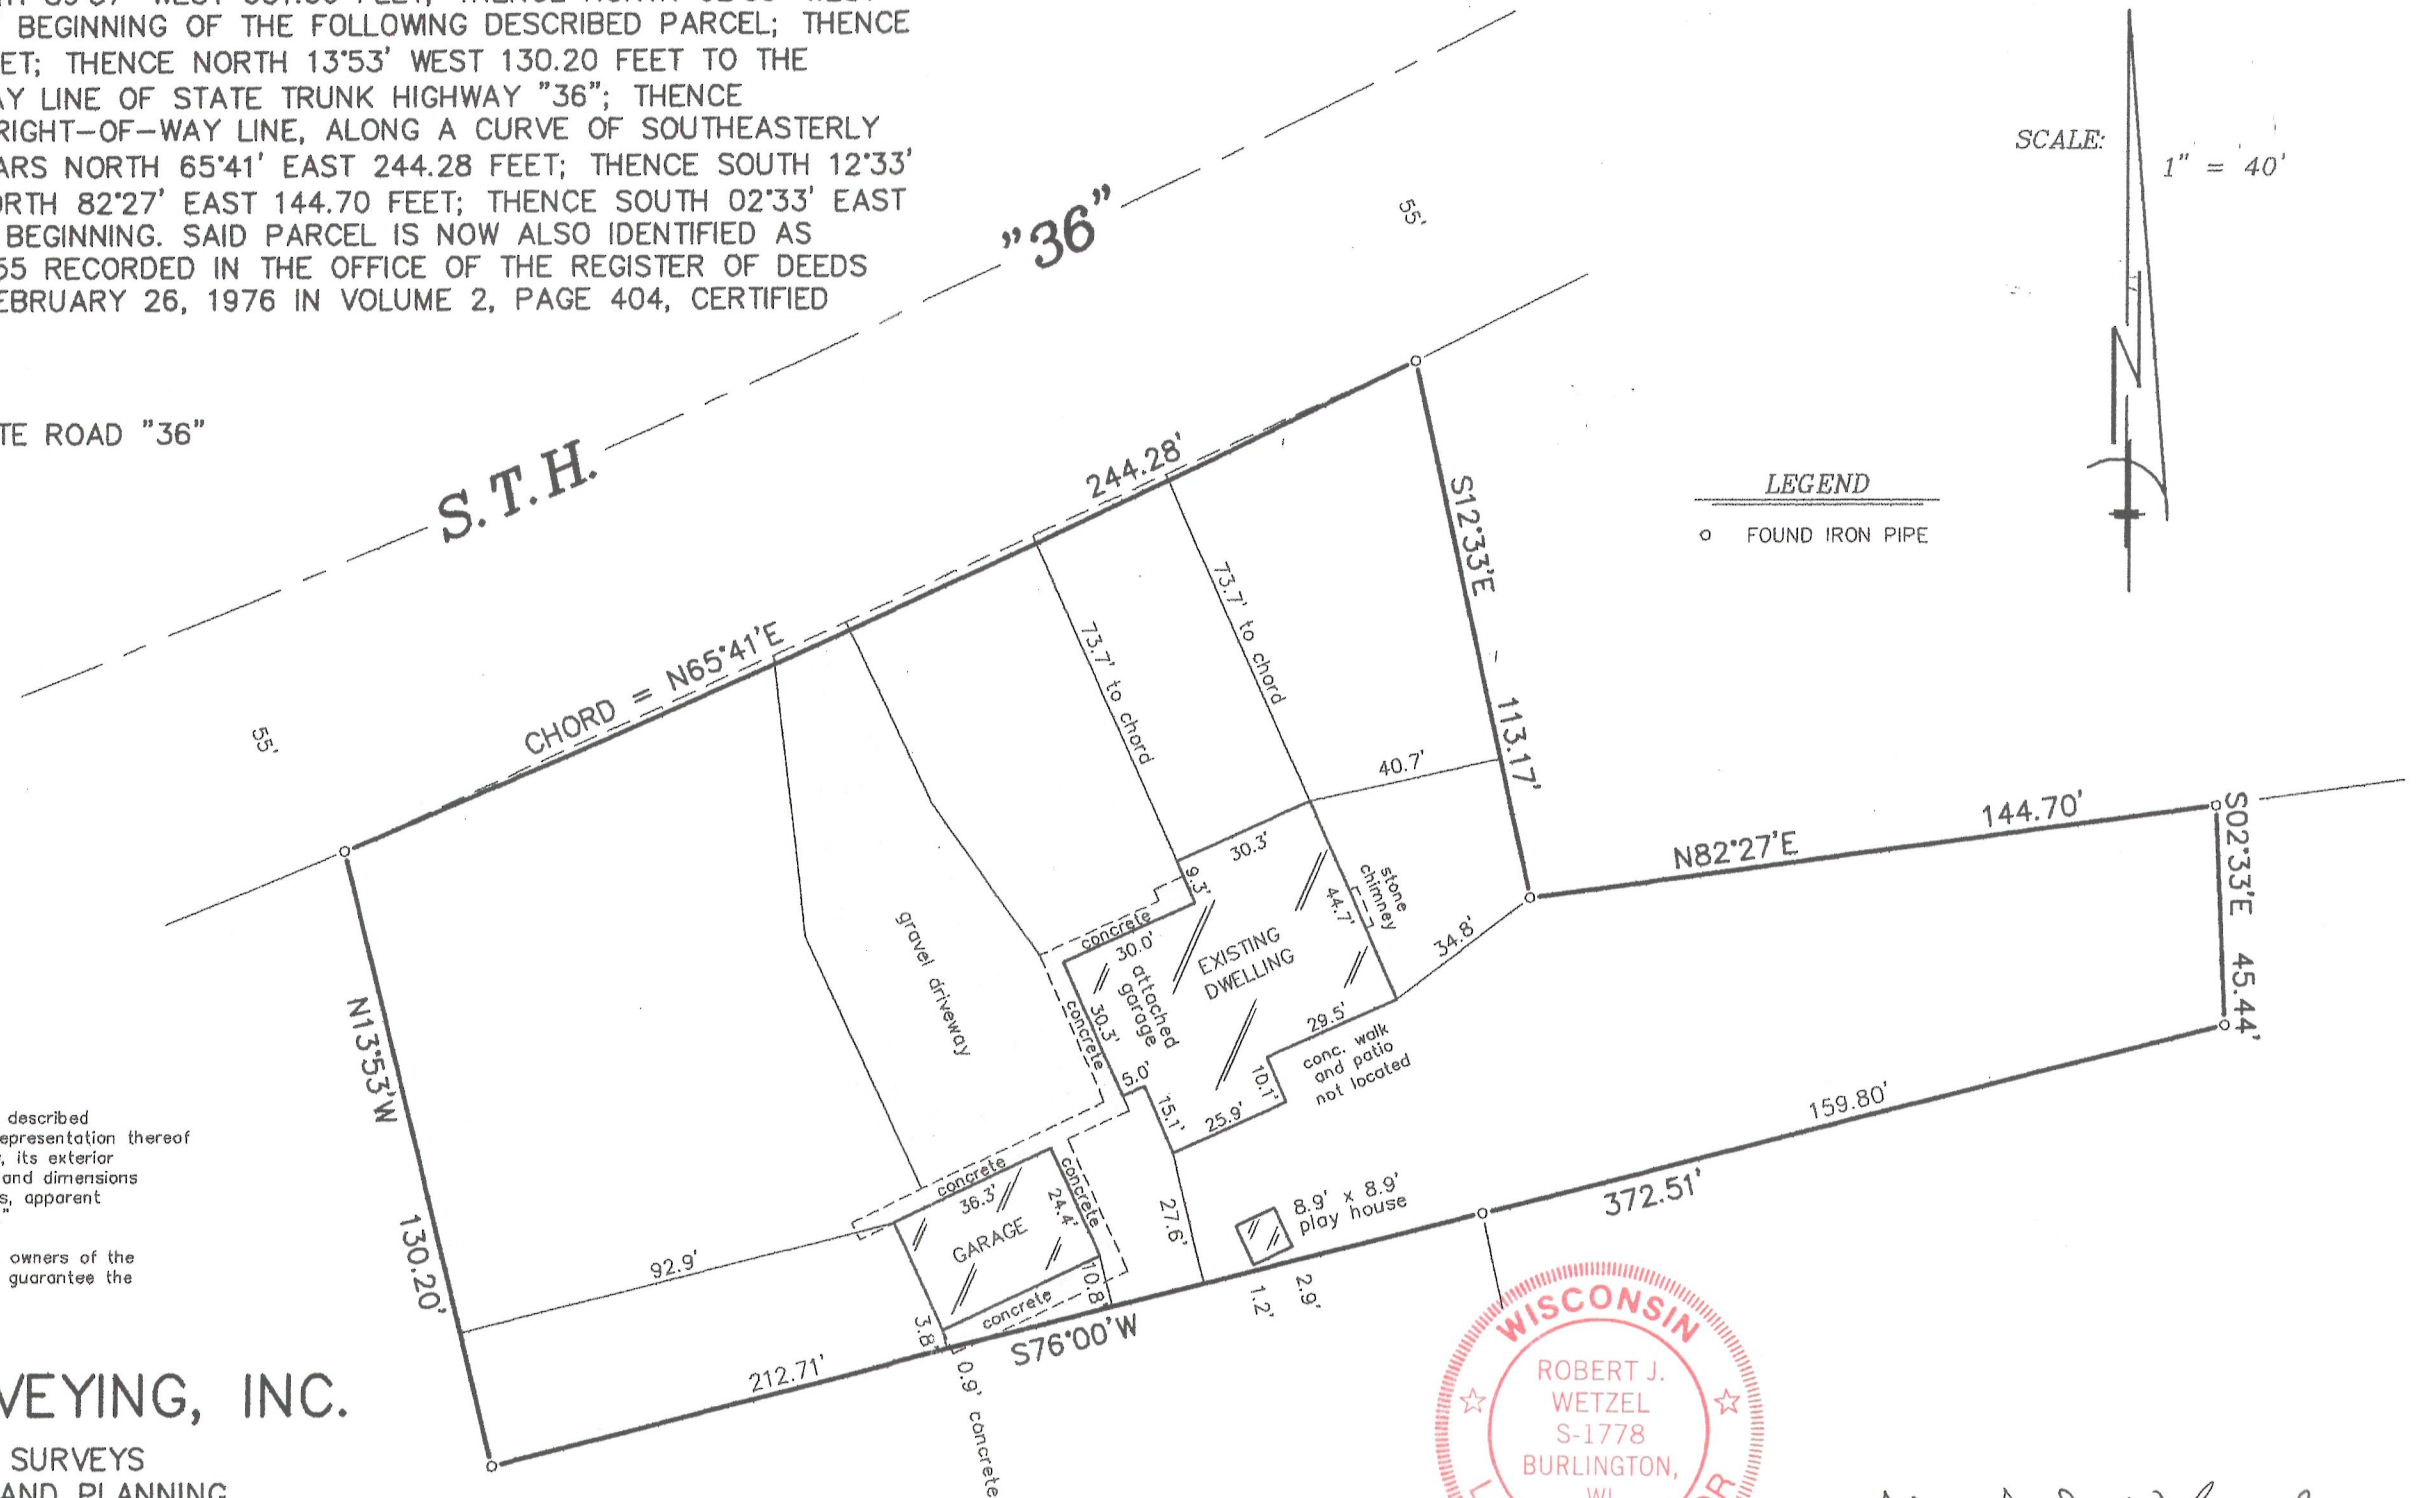 BEGINNING OF THE FOLLOWING DESCRIBED PARCEL; THENCE
ET; THENCE NORTH 13°53' WEST 130.20 FEET TO THE
AY LINE OF STATE TRUNK HIGHWAY "36"; THENCE
RIGHT-OF-WAY LINE, ALONG A CURVE OF SOUTHEASTERLY
ARS NORTH 65°41' EAST 244.28 FEET; THENCE SOUTH 12°33'
ORTH 82°27' EAST 144.70 FEET; THENCE SOUTH 02°33' EAST
BEGINNING. SAID PARCEL IS NOW ALSO IDENTIFIED AS
55 RECORDED IN THE OFFICE OF THE REGISTER OF DEEDS
EBRUARY 26, 1976 IN VOLUME 2, PAGE 404, CERTIFIED
TE ROAD "36"
S.T.H.
"36"
55'
55'
SCALE:
1" = 40'
N
LEGEND
o FOUND IRON PIPE
CHORD = N65°41'E
244.28'
S12°33'E
113.17'
N82°27'E
144.70'
S02°33'E
45.44'
N13°53'W
130.20'
73.7' to chord
73.7' to chord
40.7'
30.3'
9.3'
stone
chimney
44.7'
34.8'
concrete
30.0'
attached
garage
30.3'
concrete
EXISTING
DWELLING
29.5'
conc. walk
and patio
not located
10.1'
25.9'
15.1'
5.0'
gravel driveway
27.6'
8.9' x 8.9'
play house
1.2'
2.9'
concrete
36.3'
24.4'
concrete
GARAGE
10.8'
concrete
3.8'
0.9' concrete
92.9'
212.71'
S76°00'W
372.51'
159.80'
described
epresentation thereof
, its exterior
and dimensions
s, apparent
owners of the
guarantee the
VEYING, INC.
SURVEYS
AND PLANNING
WISCONSIN
ROBERT J.
WETZEL
S-1778
BURLINGTON,
WI